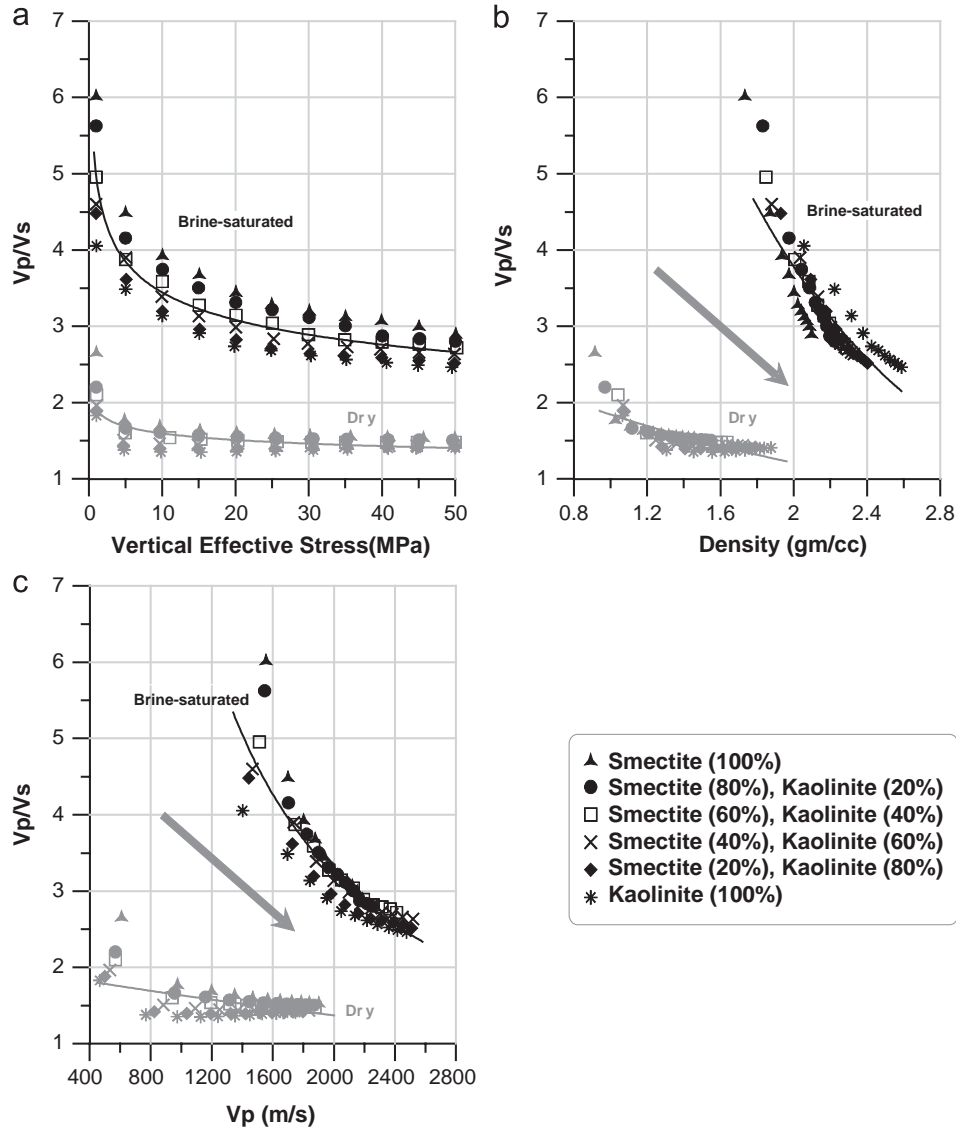 a
7
6
5
4
3
2
1
Vp/Vs
Brine-saturated
Dry
0 10 20 30 40 50
Vertical Effective Stress(MPa)
b
7
6
5
4
3
2
1
Vp/Vs
Brine-saturated
Dry
0.8 1.2 1.6 2 2.4 2.8
Density (gm/cc)
c
7
6
5
4
3
2
1
Vp/Vs
Brine-saturated
Dry
400 800 1200 1600 2000 2400 2800
Vp (m/s)
Smectite (100%)
Smectite (80%), Kaolinite (20%)
Smectite (60%), Kaolinite (40%)
Smectite (40%), Kaolinite (60%)
Smectite (20%), Kaolinite (80%)
Kaolinite (100%)